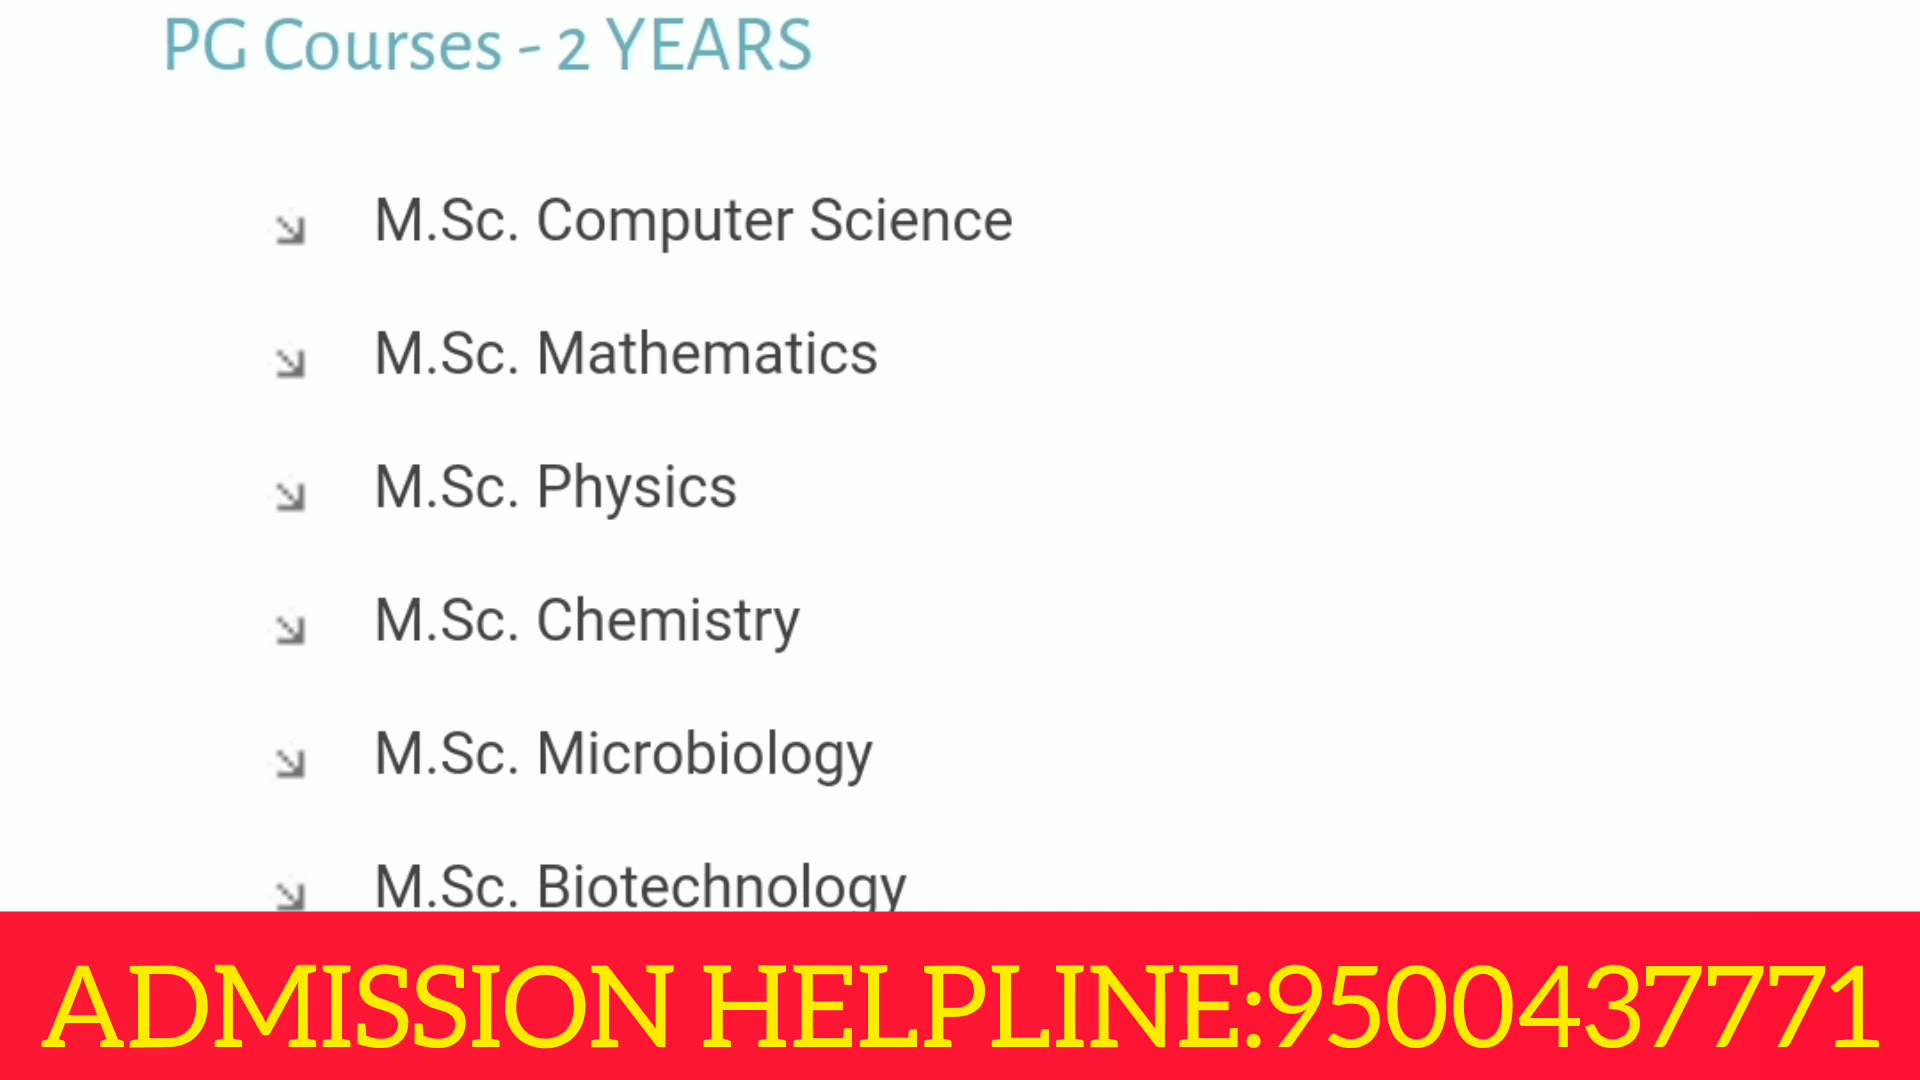 PG Courses - 2 YEARS
M.Sc. Computer Science
M.Sc. Mathematics
M.Sc. Physics
M.Sc. Chemistry
M.Sc. Microbiology
M.Sc. Biotechnology
ADMISSION HELPLINE:9500437771